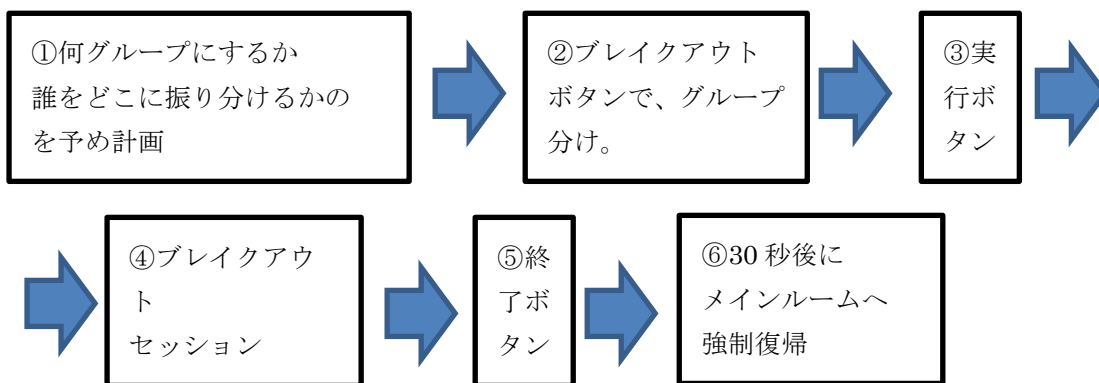 ①何グループにするか
誰をどこに振り分けるかの
を予め計画
②ブレイクアウト
ボタンで、グループ
分け。
③実
行ボ
タン
④ブレイクアウ
ト
セッション
⑤終
了ボ
タン
⑥30 秒後に
メインルームへ
強制復帰